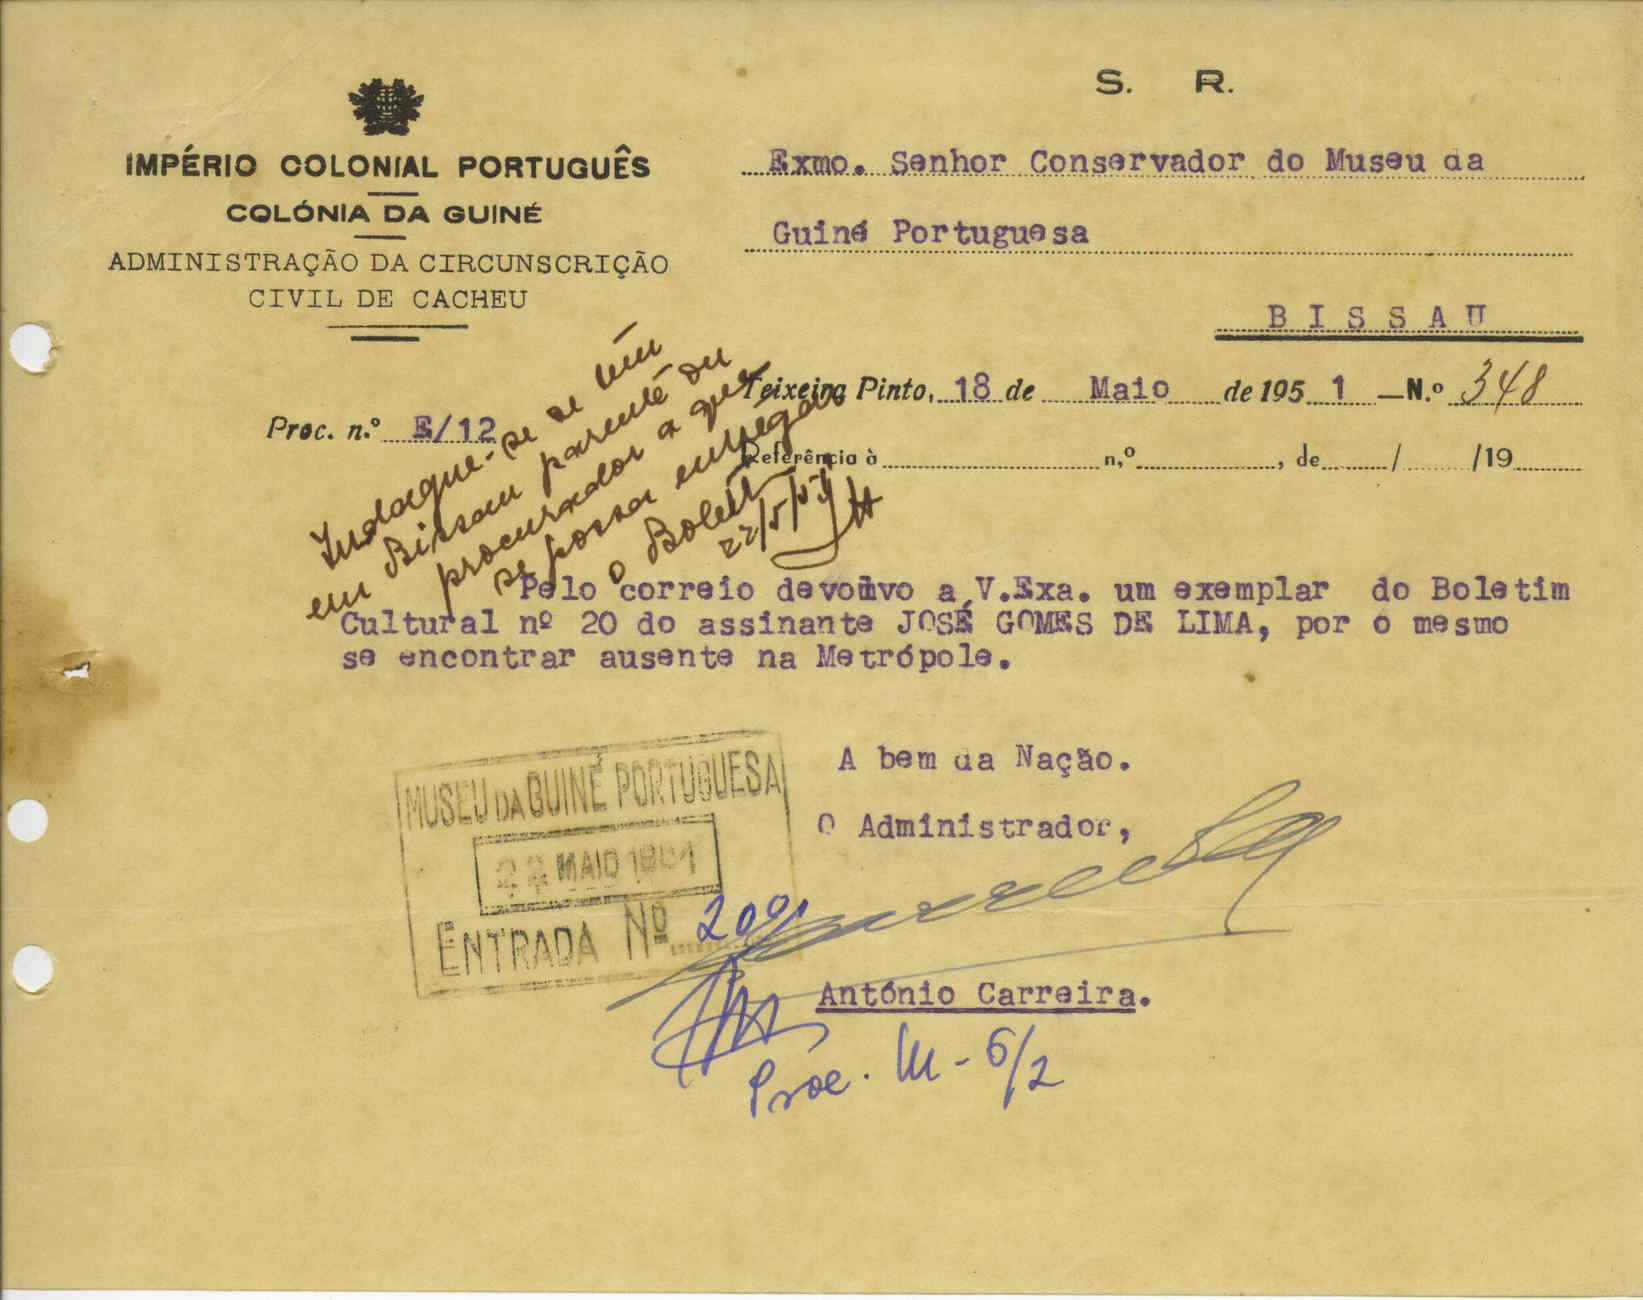 S. R.
IMPÉRIO COLONIAL PORTUGUÊS
COLÓNIA DA GUINÉ
ADMINISTRAÇÃO DA CIRCUNSCRIÇÃO
CIVIL DE CACHEU
Exmo. Senhor Conservador do Museu da
Guiné Portuguesa
BISSAU
Teixeira Pinto, 18 de Maio de 1951 — N.º 348
Proc. n.º E/12
Referência à n,º , de / /19
Indague-se se tem
em Bissau parente ou
procurador a quem
se possa entregar
o Boletim
22/5/51
Pelo correio devolvo a V.Exa. um exemplar do Boletim
Cultural nº 20 do assinante JOSÉ GOMES DE LIMA, por o mesmo
se encontrar ausente na Metrópole.
A bem da Nação.
O Administrador,
António Carreira.
MUSEU DA GUINÉ PORTUGUESA
22 MAIO 1951
ENTRADA Nº
Proc. M-6/2